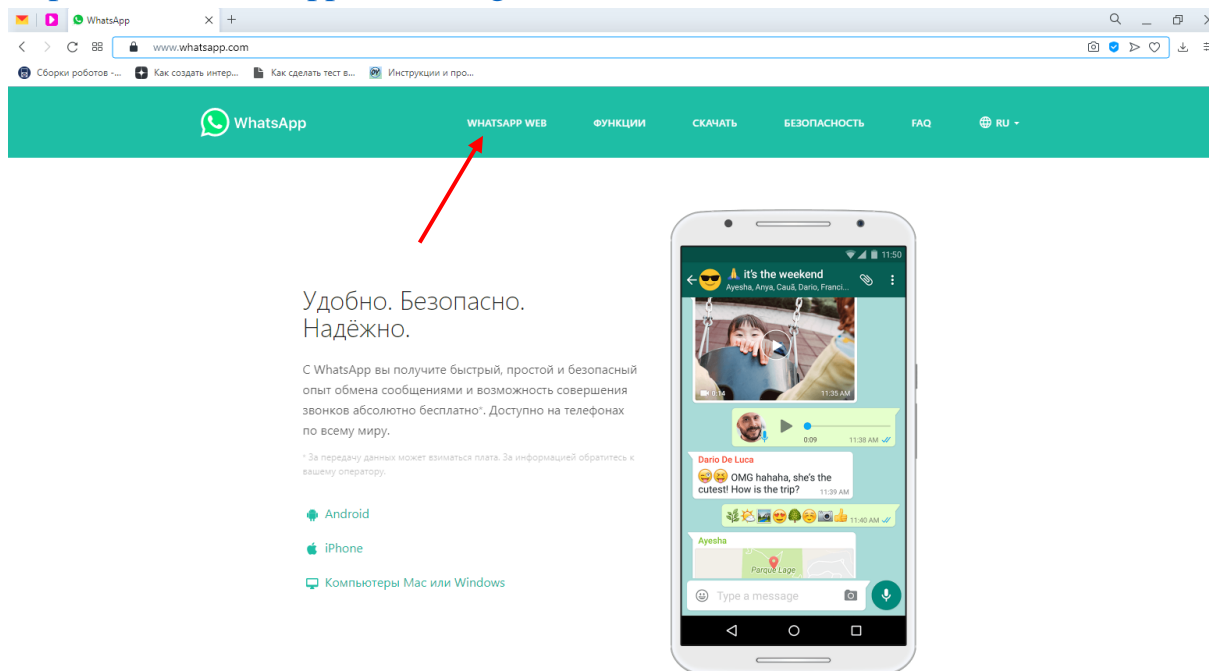 WhatsApp
www.whatsapp.com
Сборки роботов -...
Как создать интер...
Как сделать тест в...
Инструкции и про...
WhatsApp
WHATSAPP WEB
ФУНКЦИИ
СКАЧАТЬ
БЕЗОПАСНОСТЬ
FAQ
RU
Удобно. Безопасно.
Надёжно.
С WhatsApp вы получите быстрый, простой и безопасный
опыт обмена сообщениями и возможность совершения
звонков абсолютно бесплатно*. Доступно на телефонах
по всему миру.
* За передачу данных может взиматься плата. За информацией обратитесь к
вашему оператору.
Android
iPhone
Компьютеры Mac или Windows
11:50
it's the weekend
Ayesha, Anya, Cauã, Dario, Franci...
0:14
11:35 AM
0:09
11:38 AM
Dario De Luca
OMG hahaha, she's the
cutest! How is the trip?
11:39 AM
11:40 AM
Ayesha
Parque Lage
Type a message